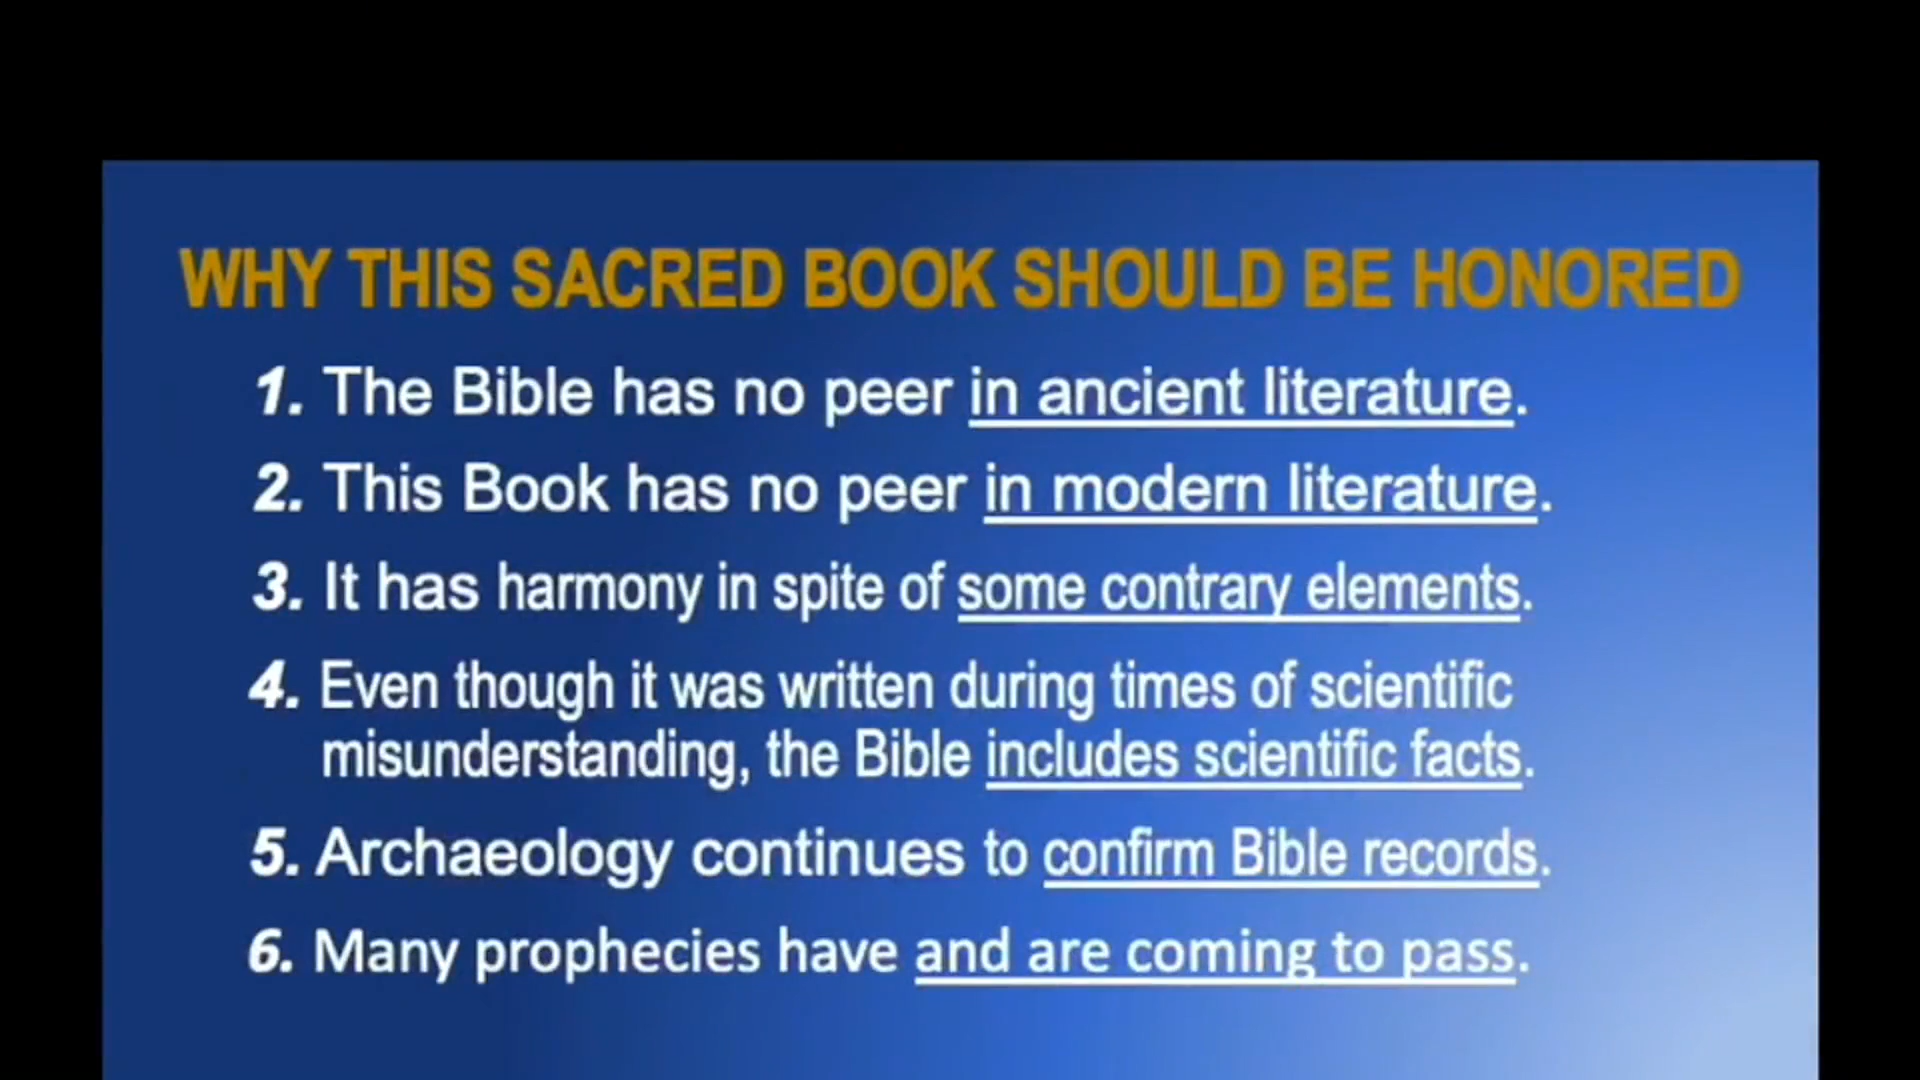 WHY THIS SACRED BOOK SHOULD BE HONORED
1. The Bible has no peer in ancient literature.
2. This Book has no peer in modern literature.
3. It has harmony in spite of some contrary elements.
4. Even though it was written during times of scientific
misunderstanding, the Bible includes scientific facts.
5. Archaeology continues to confirm Bible records.
6. Many prophecies have and are coming to pass.